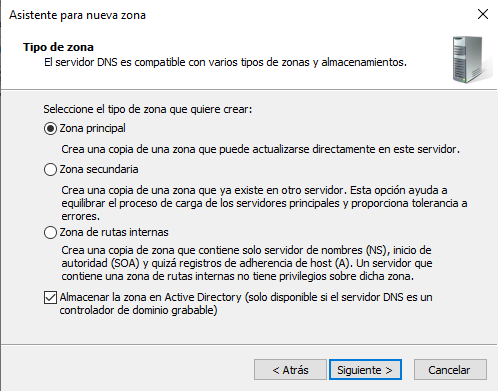 Asistente para nueva zona
Tipo de zona
El servidor DNS es compatible con varios tipos de zonas y almacenamientos.
Seleccione el tipo de zona que quiere crear:
Zona principal
Crea una copia de una zona que puede actualizarse directamente en este servidor.
Zona secundaria
Crea una copia de una zona que ya existe en otro servidor. Esta opción ayuda a
equilibrar el proceso de carga de los servidores principales y proporciona tolerancia a
errores.
Zona de rutas internas
Crea una copia de zona que contiene solo servidor de nombres (NS), inicio de
autoridad (SOA) y quizá registros de adherencia de host (A). Un servidor que
contiene una zona de rutas internas no tiene privilegios sobre dicha zona.
Almacenar la zona en Active Directory (solo disponible si el servidor DNS es un
controlador de dominio grabable)
< Atrás Siguiente > Cancelar